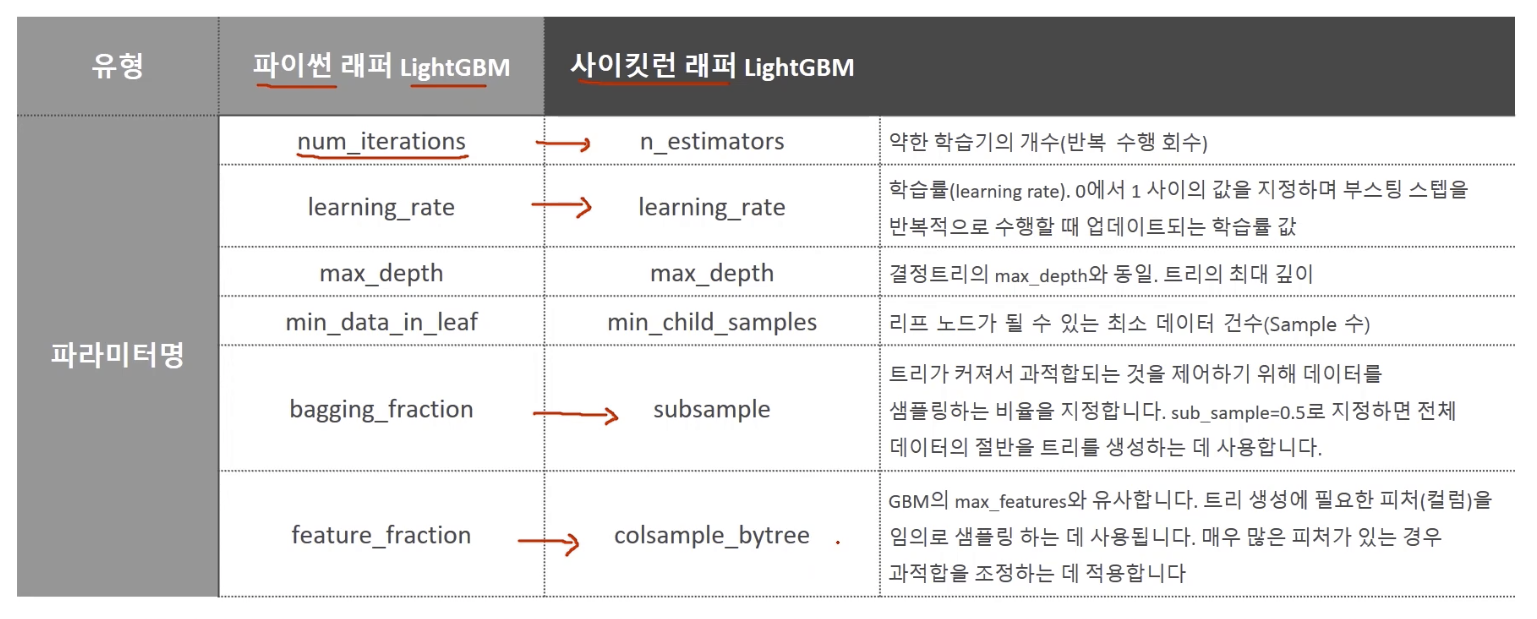 유형 파이썬 래퍼 LightGBM 사이킷런 래퍼 LightGBM
파라미터명
num_iterations n_estimators 약한 학습기의 개수(반복 수행 회수)
learning_rate learning_rate 학습률(learning rate). 0에서 1 사이의 값을 지정하며 부스팅 스텝을
반복적으로 수행할 때 업데이트되는 학습률 값
max_depth max_depth 결정트리의 max_depth와 동일. 트리의 최대 깊이
min_data_in_leaf min_child_samples 리프 노드가 될 수 있는 최소 데이터 건수(Sample 수)
bagging_fraction subsample 트리가 커져서 과적합되는 것을 제어하기 위해 데이터를
샘플링하는 비율을 지정합니다. sub_sample=0.5로 지정하면 전체
데이터의 절반을 트리를 생성하는 데 사용합니다.
feature_fraction colsample_bytree GBM의 max_features와 유사합니다. 트리 생성에 필요한 피처(컬럼)을
임의로 샘플링 하는 데 사용됩니다. 매우 많은 피처가 있는 경우
과적합을 조정하는 데 적용합니다